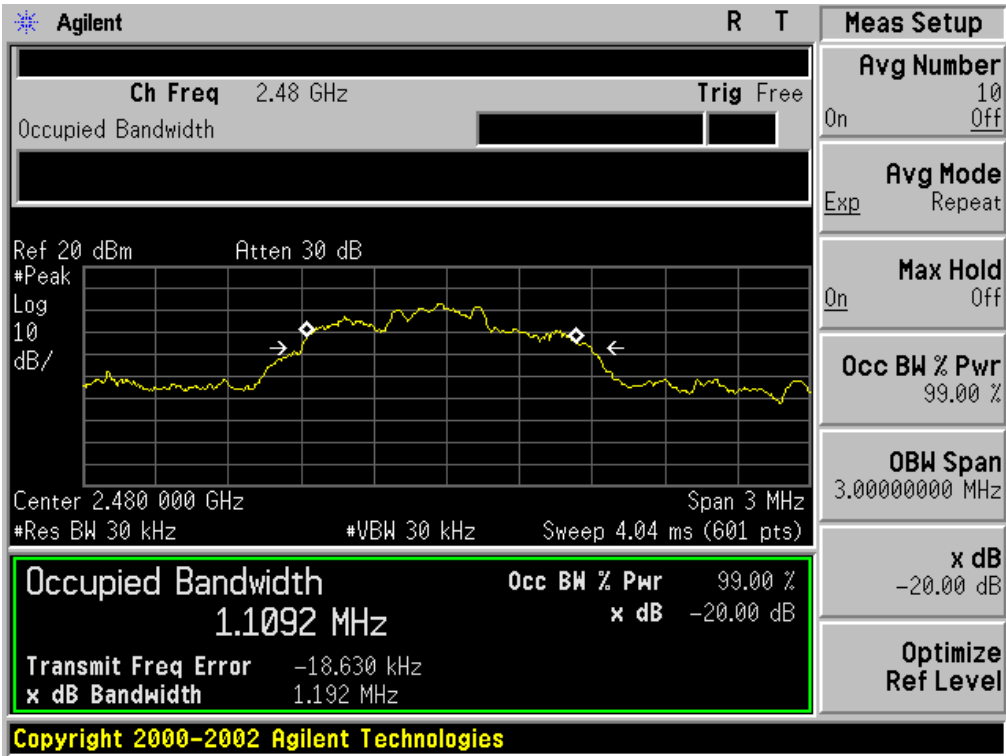 Agilent R T
Ch Freq 2.48 GHz Trig Free
Occupied Bandwidth
Ref 20 dBm Atten 30 dB
#Peak
Log
10
dB/
Center 2.480 000 GHz Span 3 MHz
#Res BW 30 kHz #VBW 30 kHz Sweep 4.04 ms (601 pts)
Occupied Bandwidth Occ BW % Pwr 99.00 %
1.1092 MHz x dB -20.00 dB
Transmit Freq Error -18.630 kHz
x dB Bandwidth 1.192 MHz
Copyright 2000-2002 Agilent Technologies
Meas Setup
Avg Number
10
On Off
Avg Mode
Exp Repeat
Max Hold
On Off
Occ BW % Pwr
99.00 %
OBW Span
3.00000000 MHz
x dB
-20.00 dB
Optimize
Ref Level